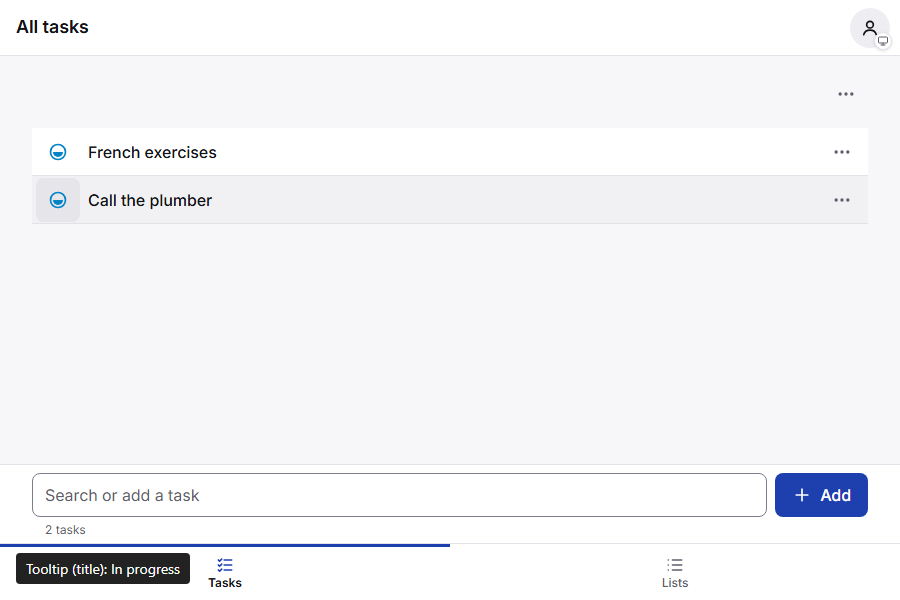 All tasks
French exercises
Call the plumber
Search or add a task
Add
2 tasks
Tooltip (title): In progress
Tasks
Lists